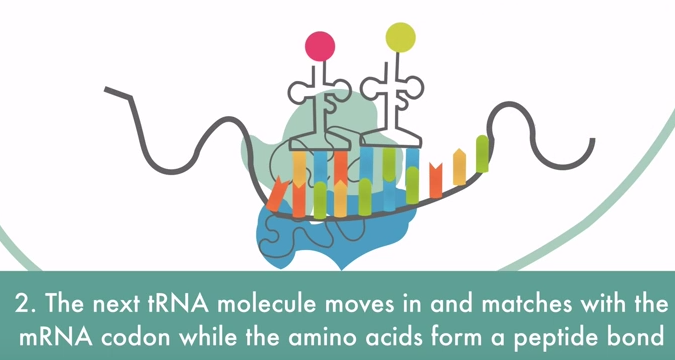 2. The next tRNA molecule moves in and matches with the
mRNA codon while the amino acids form a peptide bond